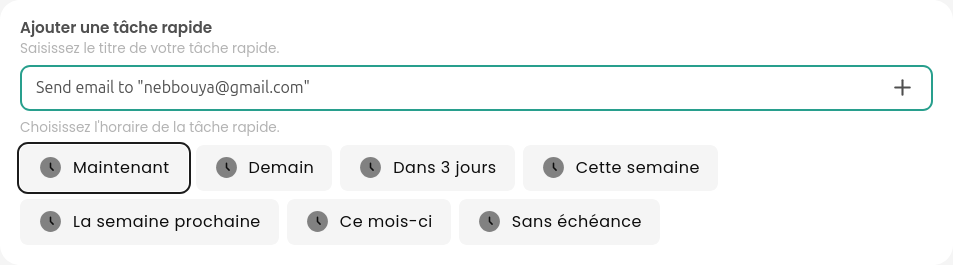 Ajouter une tâche rapide
Saisissez le titre de votre tâche rapide.
Send email to "nebbouya@gmail.com"
Choisissez l'horaire de la tâche rapide.
Maintenant Demain Dans 3 jours Cette semaine
La semaine prochaine Ce mois-ci Sans échéance